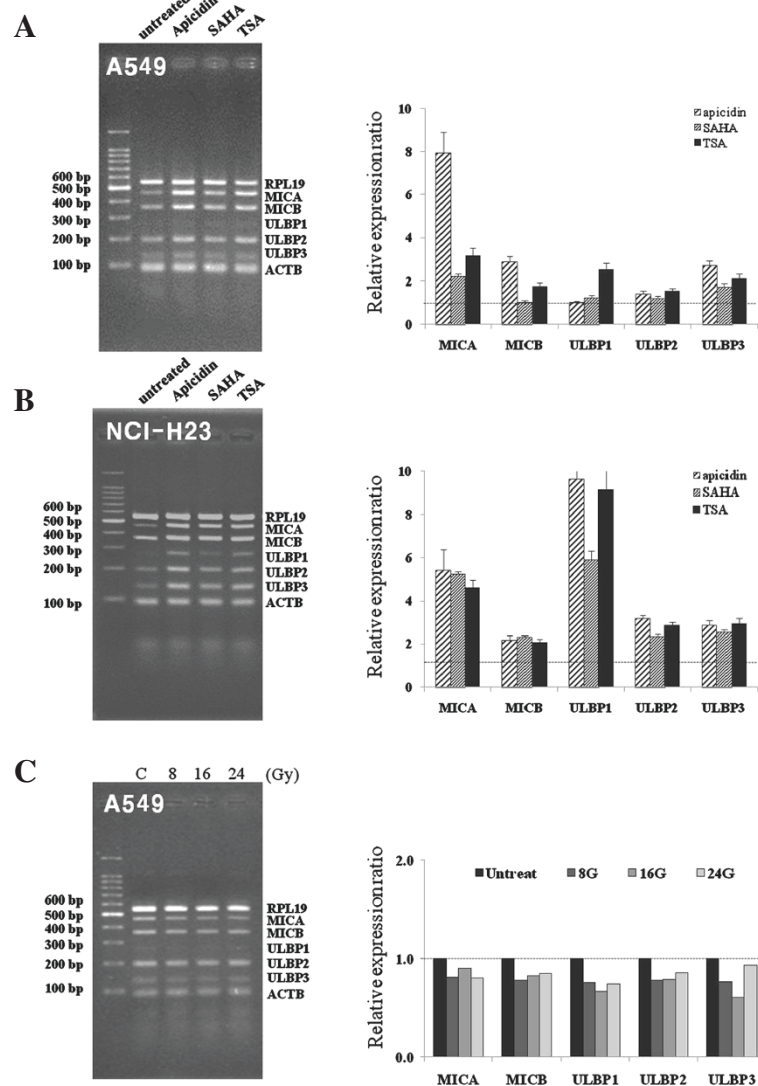 A
untreated Apicidin SAHA TSA
A549
600 bp
500 bp
400 bp
300 bp
200 bp
100 bp
RPL19
MICA
MICB
ULBP1
ULBP2
ULBP3
ACTB
Relative expression ratio
10
8
6
4
2
0
apicidin
SAHA
TSA
MICA MICB ULBP1 ULBP2 ULBP3
B
untreated Apicidin SAHA TSA
NCI-H23
600 bp
500 bp
400 bp
300 bp
200 bp
100 bp
RPL19
MICA
MICB
ULBP1
ULBP2
ULBP3
ACTB
Relative expression ratio
10
8
6
4
2
0
apicidin
SAHA
TSA
MICA MICB ULBP1 ULBP2 ULBP3
C
C 8 16 24 (Gy)
A549
600 bp
500 bp
400 bp
300 bp
200 bp
100 bp
RPL19
MICA
MICB
ULBP1
ULBP2
ULBP3
ACTB
Relative expression ratio
2.0
1.0
0.0
Untreat 8G 16G 24G
MICA MICB ULBP1 ULBP2 ULBP3